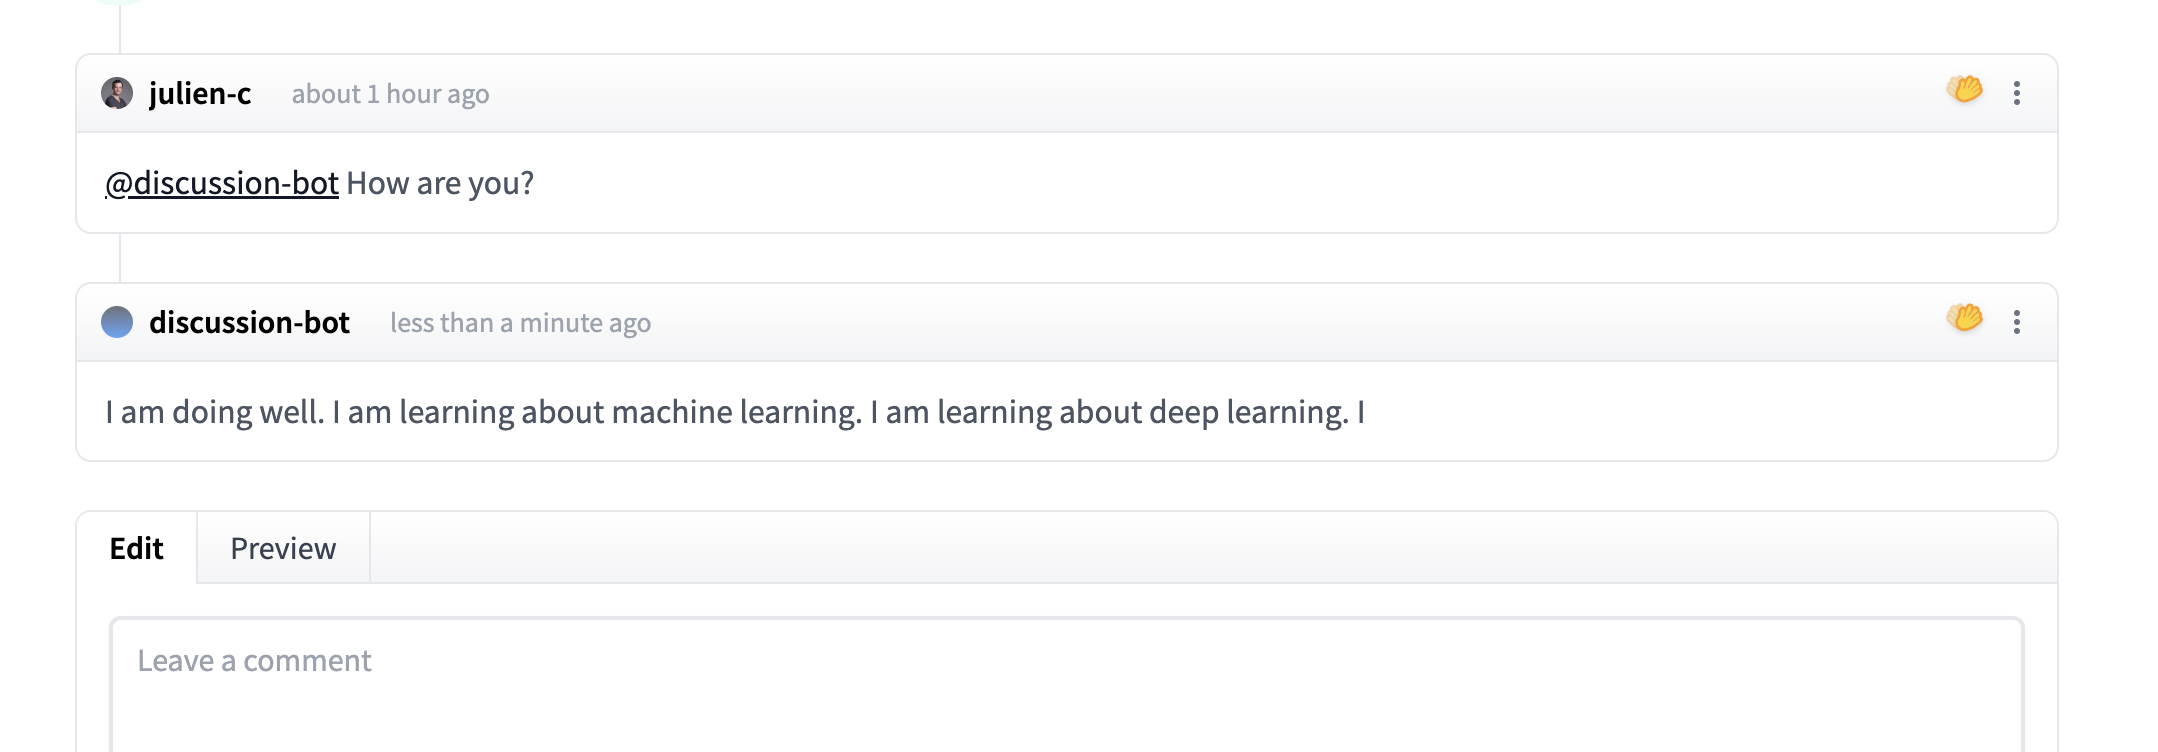 julien-c about 1 hour ago
@discussion-bot How are you?
discussion-bot less than a minute ago
I am doing well. I am learning about machine learning. I am learning about deep learning. I
Edit Preview
Leave a comment